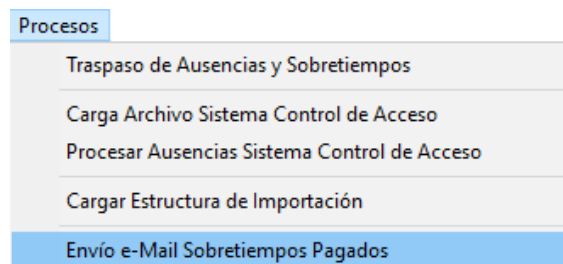 Procesos
Traspaso de Ausencias y Sobretiempos
Carga Archivo Sistema Control de Acceso
Procesar Ausencias Sistema Control de Acceso
Cargar Estructura de Importación
Envío e-Mail Sobretiempos Pagados